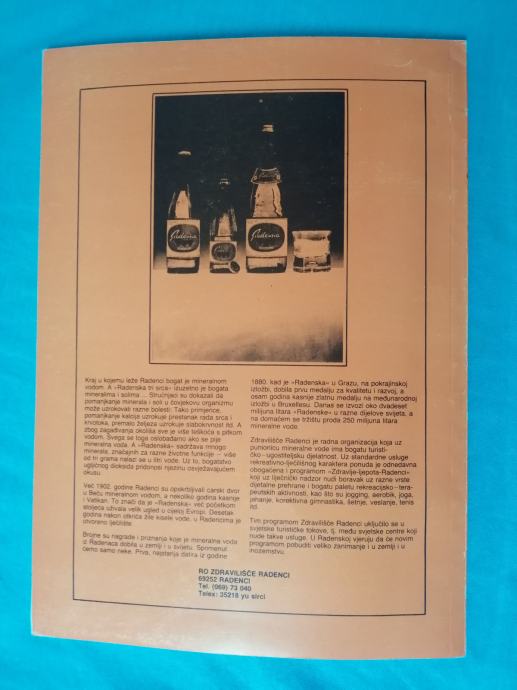 Radenska
Radenska
Kraj u kojemu leže Radenci bogat je mineralnom
vodom. A »Radenska tri srca« izuzetno je bogata
mineralima i solima ... Stručnjaci su dokazali da
pomanjkanje minerala i soli u čovjekovu organizmu
može uzrokovati razne bolesti. Tako primjerice,
pomanjkanje kalcija uzrokuje prestanak rada srca i
krvotoka, premalo željeza uzrokuje slabokrvnost itd. A
zbog zagađivanja okoliša sve je više teškoća s pitkom
vodom. Svega se toga oslobađamo ako se pije
mineralna voda. A »Radenska« sadržava mnogo
minerala, značajnih za razne životne funkcije – više
od tri grama nalazi se u litri vode. Uz to, bogatstvo
ugljičnog dioksida pridonosi njezinu osvježavajućem
okusu.
Već 1902. godine Radenci su opskrbljivali carski dvor
u Beču mineralnom vodom, a nekoliko godina kasnije
i Vatikan. To znači da je »Radenska« već početkom
stoljeća uživala velik ugled u cijeloj Evropi. Desetak
godina nakon otkrića žile kisele vode, u Radencima je
otvoreno lječilište.
Brojne su nagrade i priznanja koje je mineralna voda
iz Radenaca dobila u zemlji i u svijetu. Spomenut
ćemo samo neke. Prva, najstarija datira iz godine
1880. kad je »Radenska« u Grazu, na pokrajinskoj
izložbi, dobila prvu medalju za kvalitetu i razvoj, a
osam godina kasnije zlatnu medalju na međunarodnoj
izložbi u Bruxellesu. Danas se izvozi oko dvadeset
milijuna litara »Radenske« u razne dijelove svijeta, a
na domaćem se tržištu proda 250 milijuna litara
mineralne vode.
Zdravilišče Radenci je radna organizacija koja uz
punionicu mineralne vode ima bogatu turisti-
čko-ugostiteljsku djelatnost. Uz standardne usluge
rekreativno-lječilišnog karaktera ponuda je odnedavna
obogaćena i programom »Zdravlje-ljepota-Radenci«
koji uz liječnički nadzor nudi boravak uz razne vrste
dijetalne prehrane i bogatu paletu rekreacijsko-tera-
peutskih aktivnosti, kao što su jogging, aerobik, joga,
jahanje, korektivna gimnastika, šetnje, veslanje, tenis
itd.
Tim programom Zdravilišče Radenci uključilo se u
svjetske turističke tokove, tj. među svjetske centre koji
nude takve usluge. U Radenskoj vjeruju da će novim
programom pobuditi veliko zanimanje i u zemlji i u
inozemstvu.
RO ZDRAVILIŠČE RADENCI
69252 RADENCI
Tel. (069) 73 040
Telex: 35218 yu sirci